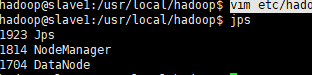 hadoop@slave1:/usr/local/hadoop$ vim etc/hado
hadoop@slave1:/usr/local/hadoop$ jps
1923 Jps
1814 NodeManager
1704 DataNode